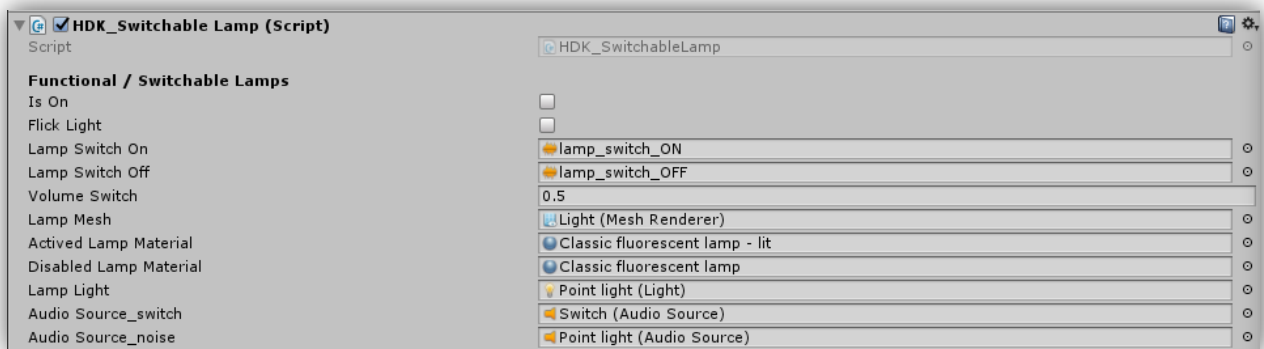 HDK_Switchable Lamp (Script)
Script HDK_SwitchableLamp
Functional / Switchable Lamps
Is On
Flick Light
Lamp Switch On lamp_switch_ON
Lamp Switch Off lamp_switch_OFF
Volume Switch 0.5
Lamp Mesh Light (Mesh Renderer)
Actived Lamp Material Classic fluorescent lamp - lit
Disabled Lamp Material Classic fluorescent lamp
Lamp Light Point light (Light)
Audio Source_switch Switch (Audio Source)
Audio Source_noise Point light (Audio Source)